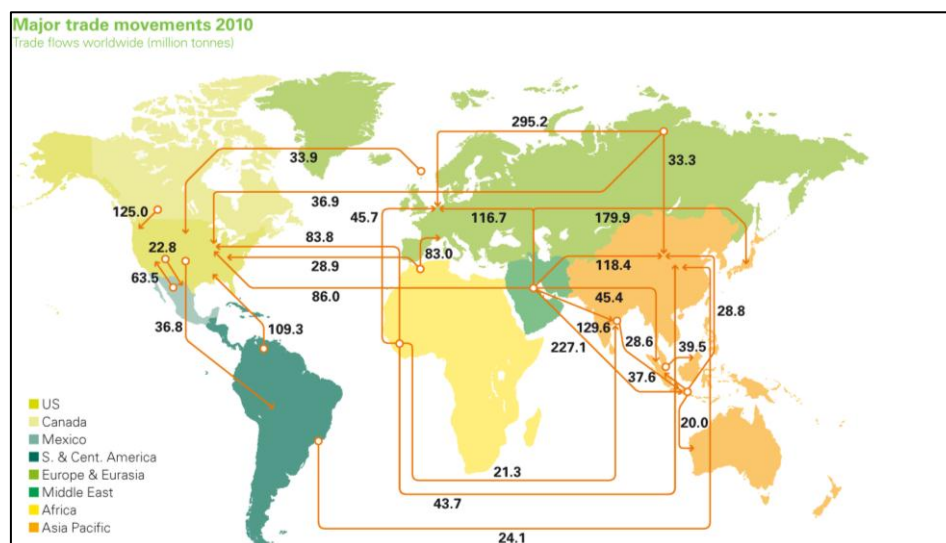 Major trade movements 2010
Trade flows worldwide (million tonnes)
295.2
33.9
33.3
36.9
125.0
45.7
116.7
179.9
83.8
22.8
83.0
28.9
118.4
63.5
86.0
45.4
28.8
36.8
109.3
129.6
28.6
39.5
227.1
37.6
20.0
US
Canada
Mexico
S. & Cent. America
Europe & Eurasia
Middle East
Africa
Asia Pacific
21.3
43.7
24.1